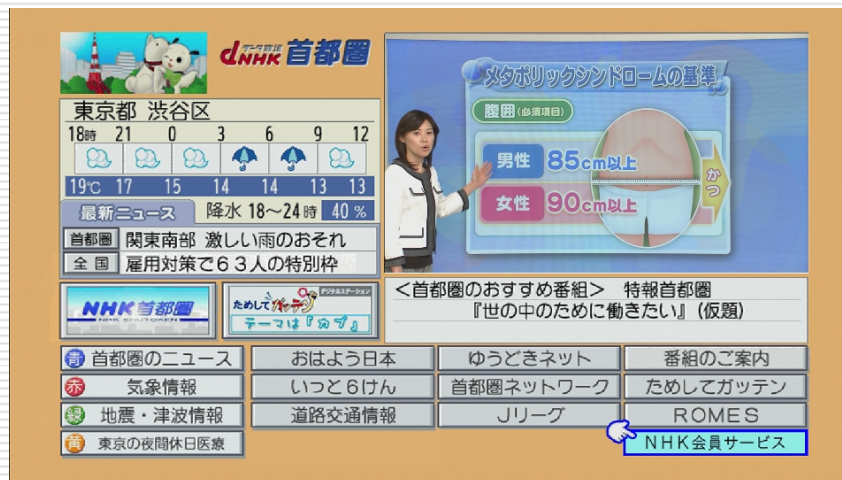 データ放送
dNHK 首都圏
東京都 渋谷区
18時 21 0 3 6 9 12
19℃ 17 15 14 14 13 13
最新ニュース 降水 18～24時 40%
首都圏 関東南部 激しい雨のおそれ
全国 雇用対策で63人の特別枠
メタボリックシンドロームの基準
腹囲(必須項目)
男性 85cm以上
女性 90cm以上
かつ
NHK首都圏
NHK SHUTOKEN
デジタルステーション
ためしてガッテン
テーマは『カブ』
<首都圏のおすすめ番組> 特報首都圏
『世の中のために働きたい』(仮題)
青 首都圏のニュース おはよう日本 ゆうどきネット 番組のご案内
赤 気象情報 いっと6けん 首都圏ネットワーク ためしてガッテン
緑 地震・津波情報 道路交通情報 Jリーグ ROMES
黄 東京の夜間休日医療 NHK会員サービス